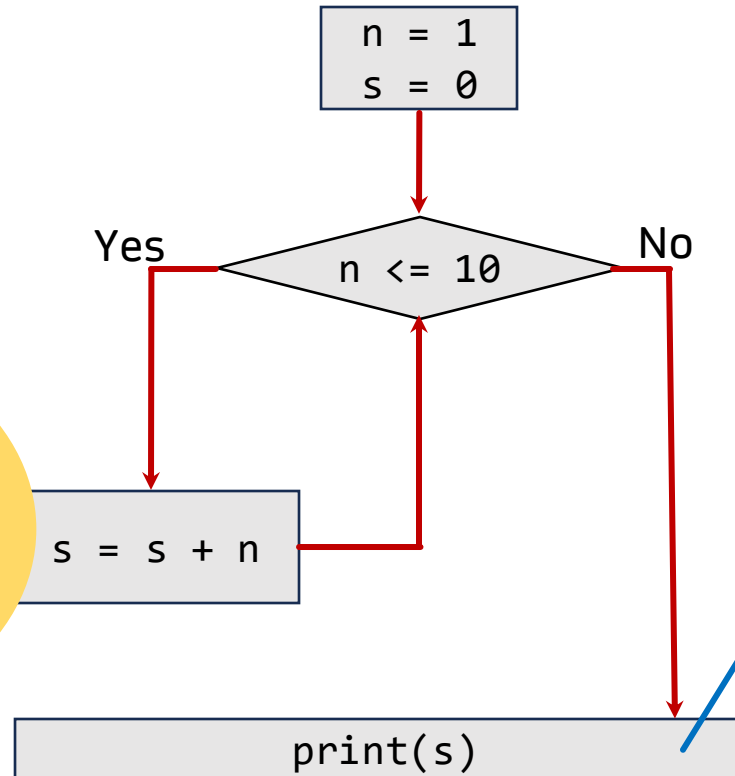 n = 1
s = 0
Yes
n <= 10
No
s = s + n
print(s)